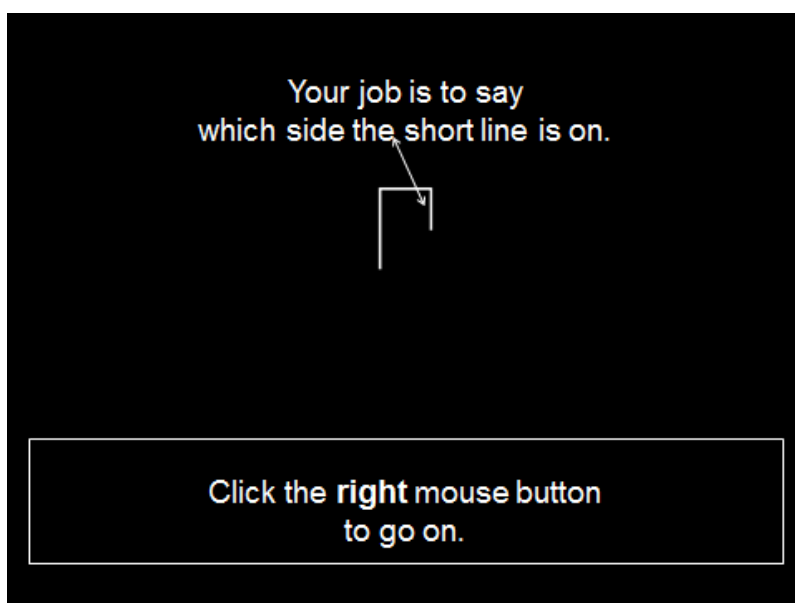 Your job is to say
which side the short line is on.
Click the right mouse button
to go on.